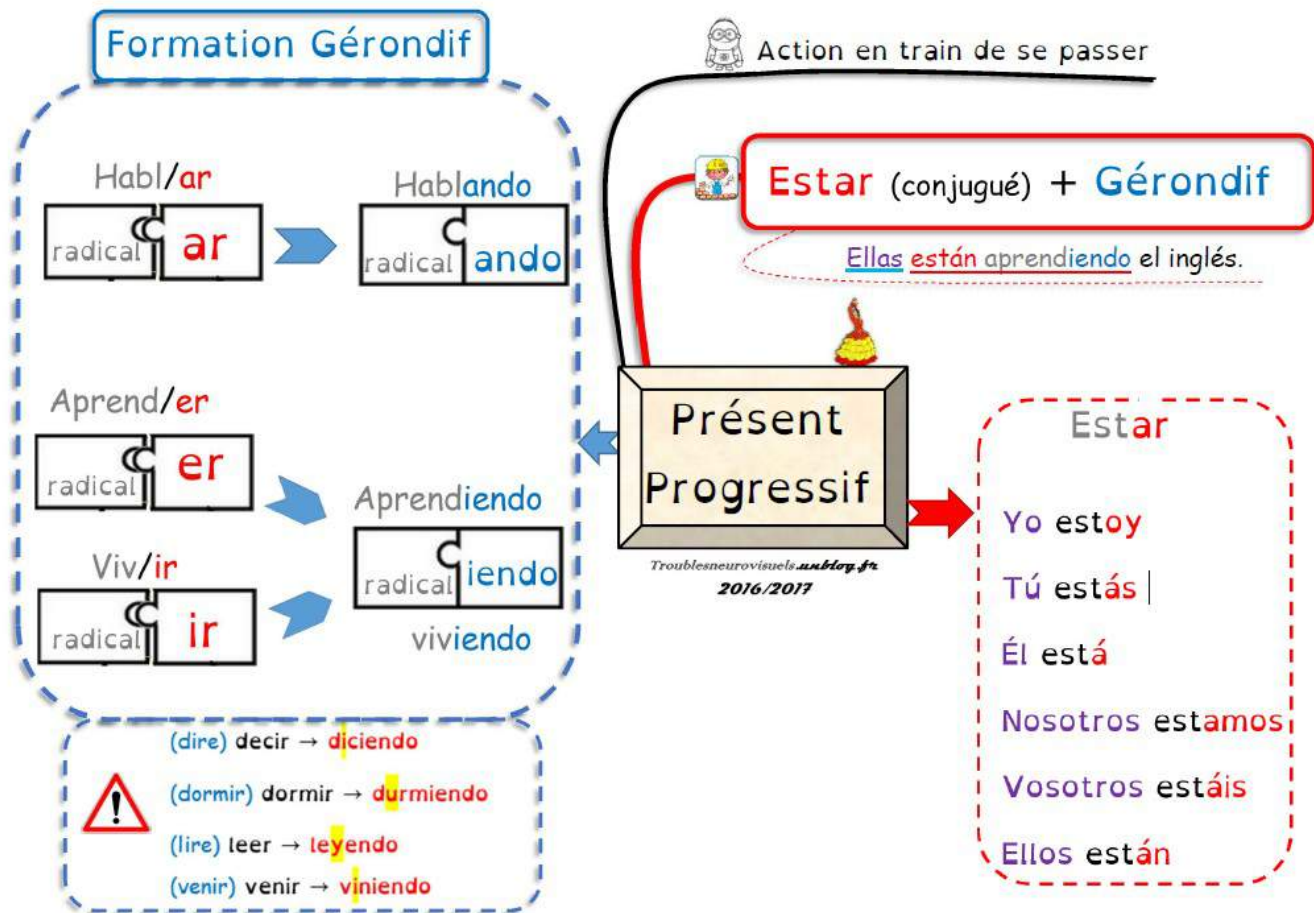 Formation Gérondif
Habl/ar
Hablando
radical ar
radical ando
Aprend/er
radical er
Aprendiendo
radical iendo
viviendo
Viv/ir
radical ir
(dire) decir → diciendo
(dormir) dormir → durmiendo
(lire) leer → leyendo
(venir) venir → viniendo
!
Action en train de se passer
Estar (conjugué) + Gérondif
Ellas están aprendiendo el inglés.
Présent
Progressif
Troublesneurovisuels.unblog.fr
2016/2017
Estar
Yo estoy
Tú estás
Él está
Nosotros estamos
Vosotros estáis
Ellos están